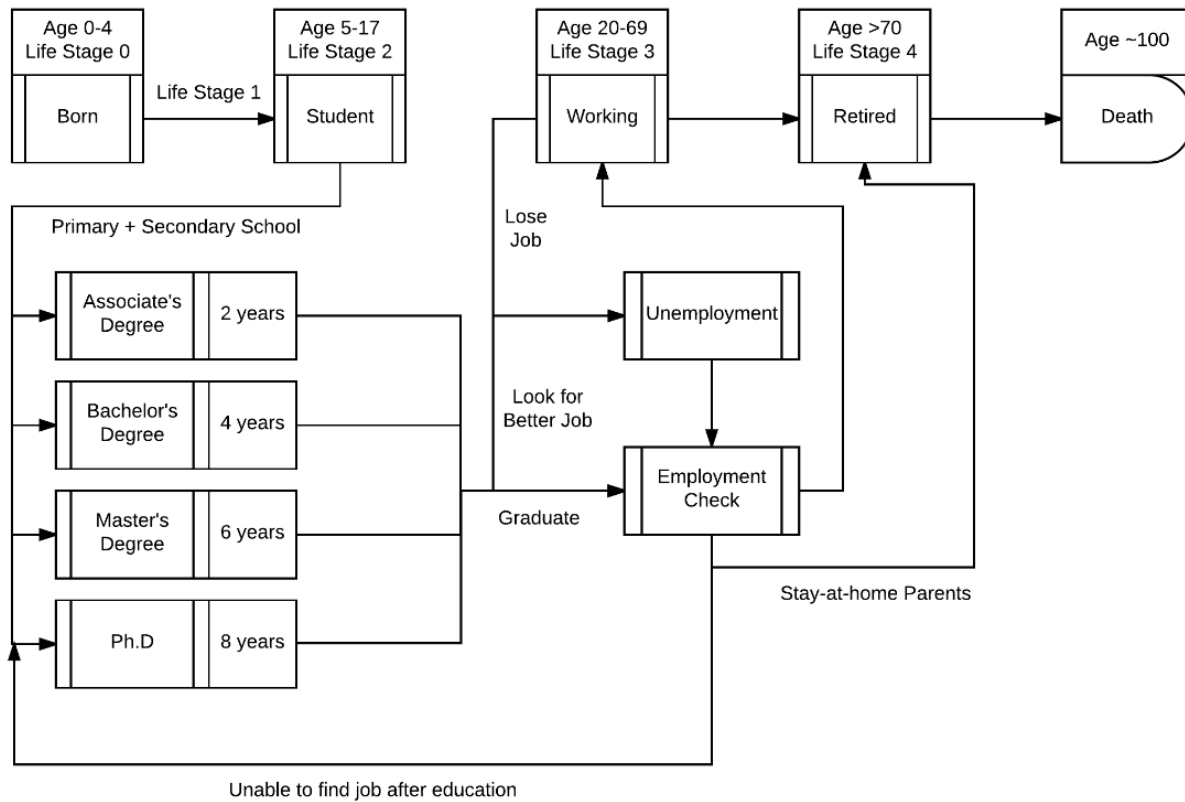 Age 0-4
Life Stage 0
Born
Life Stage 1
Age 5-17
Life Stage 2
Student
Age 20-69
Life Stage 3
Working
Age >70
Life Stage 4
Retired
Age ~100
Death
Primary + Secondary School
Associate's
Degree
2 years
Bachelor's
Degree
4 years
Master's
Degree
6 years
Ph.D
8 years
Lose
Job
Unemployment
Look for
Better Job
Graduate
Employment
Check
Stay-at-home Parents
Unable to find job after education